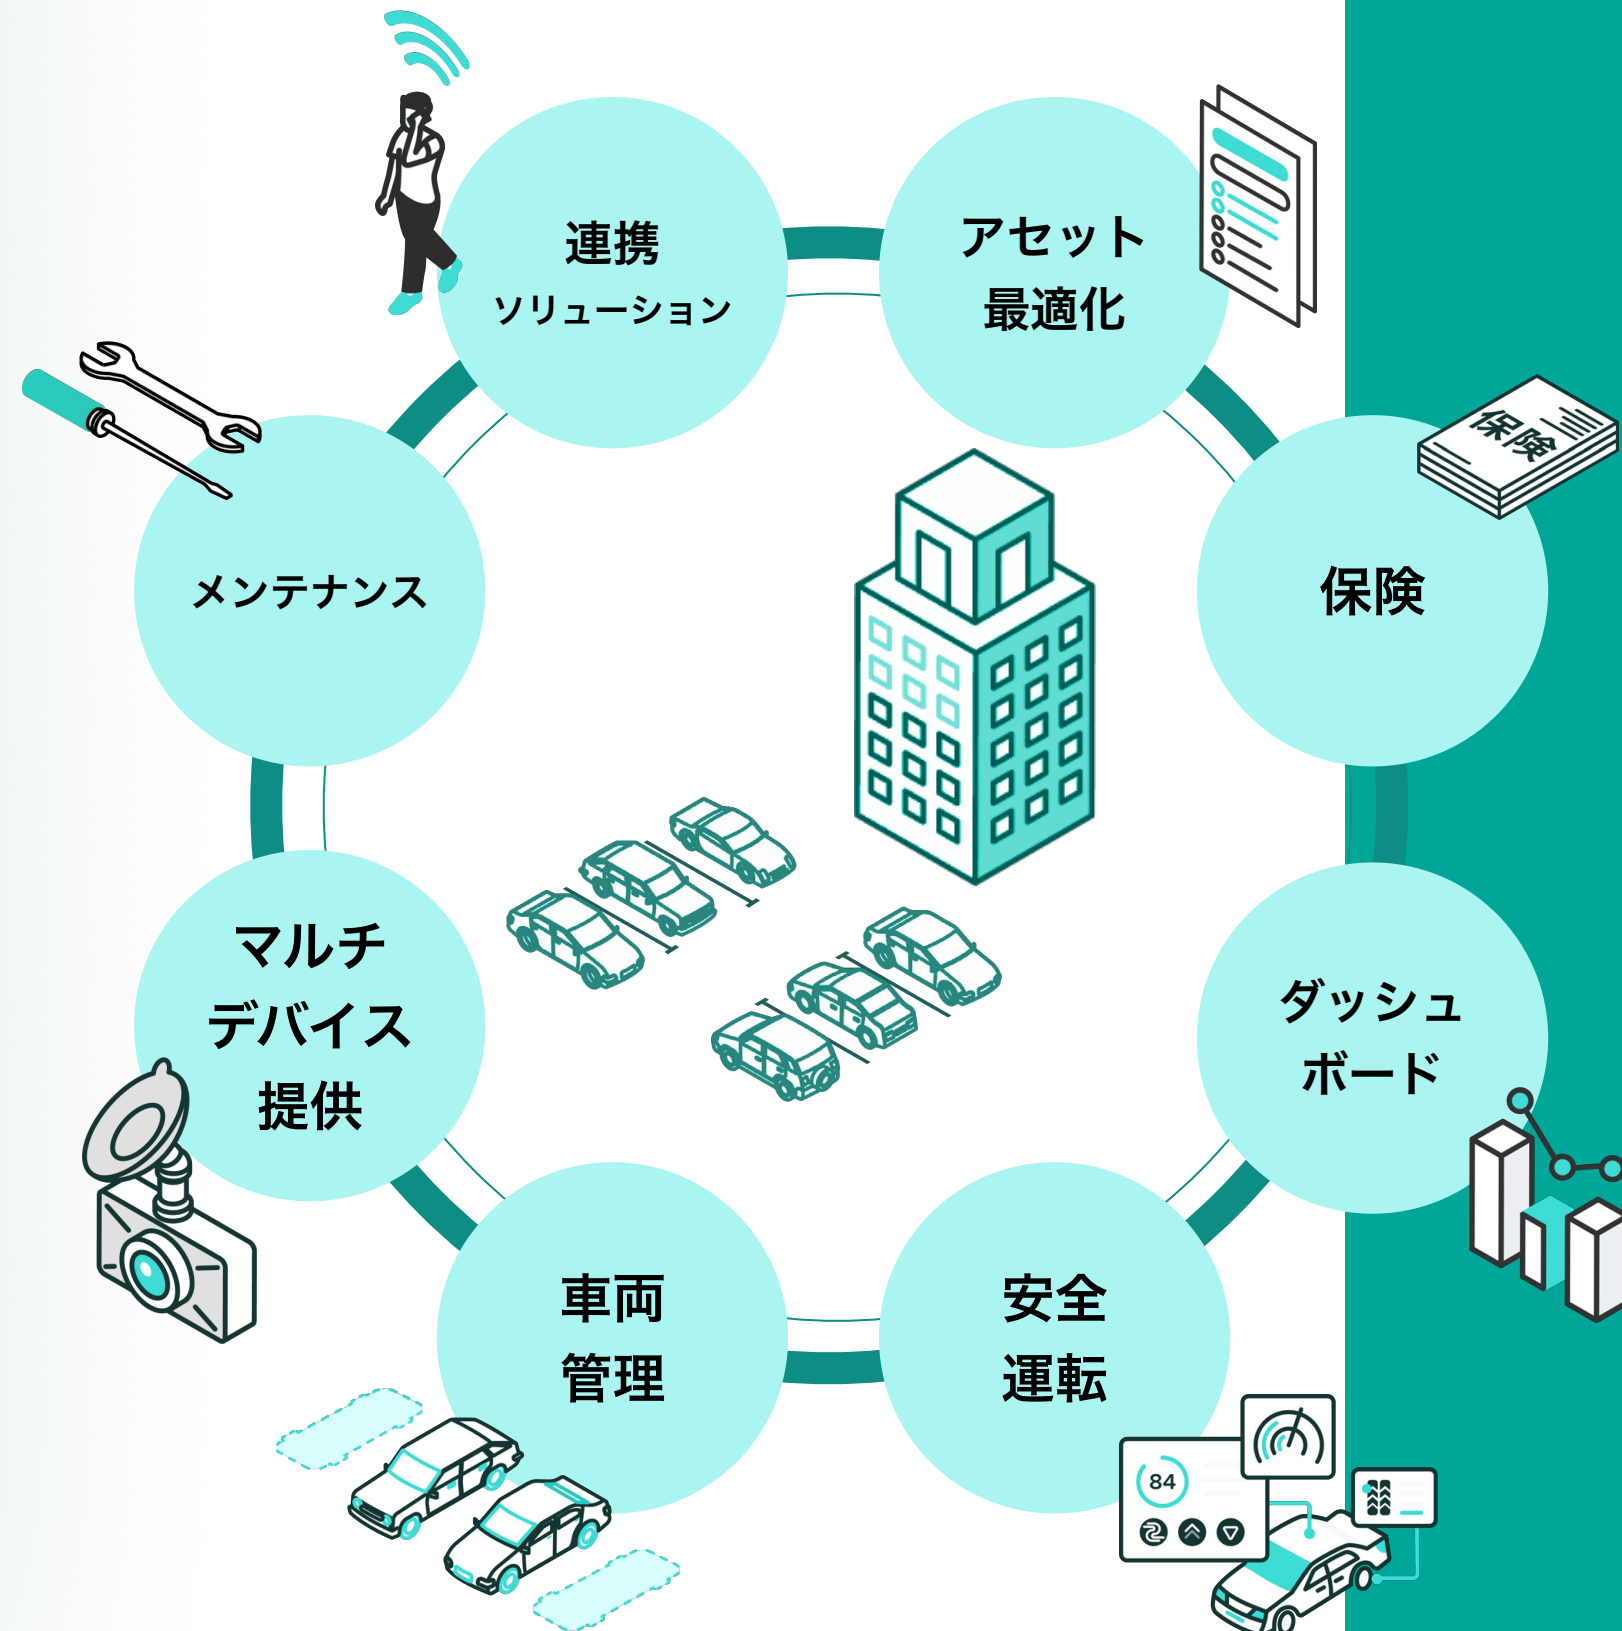 連携
ソリューション
アセット
最適化
保険
保険
メンテナンス
マルチ
デバイス
提供
ダッシュ
ボード
車両
管理
安全
運転
84